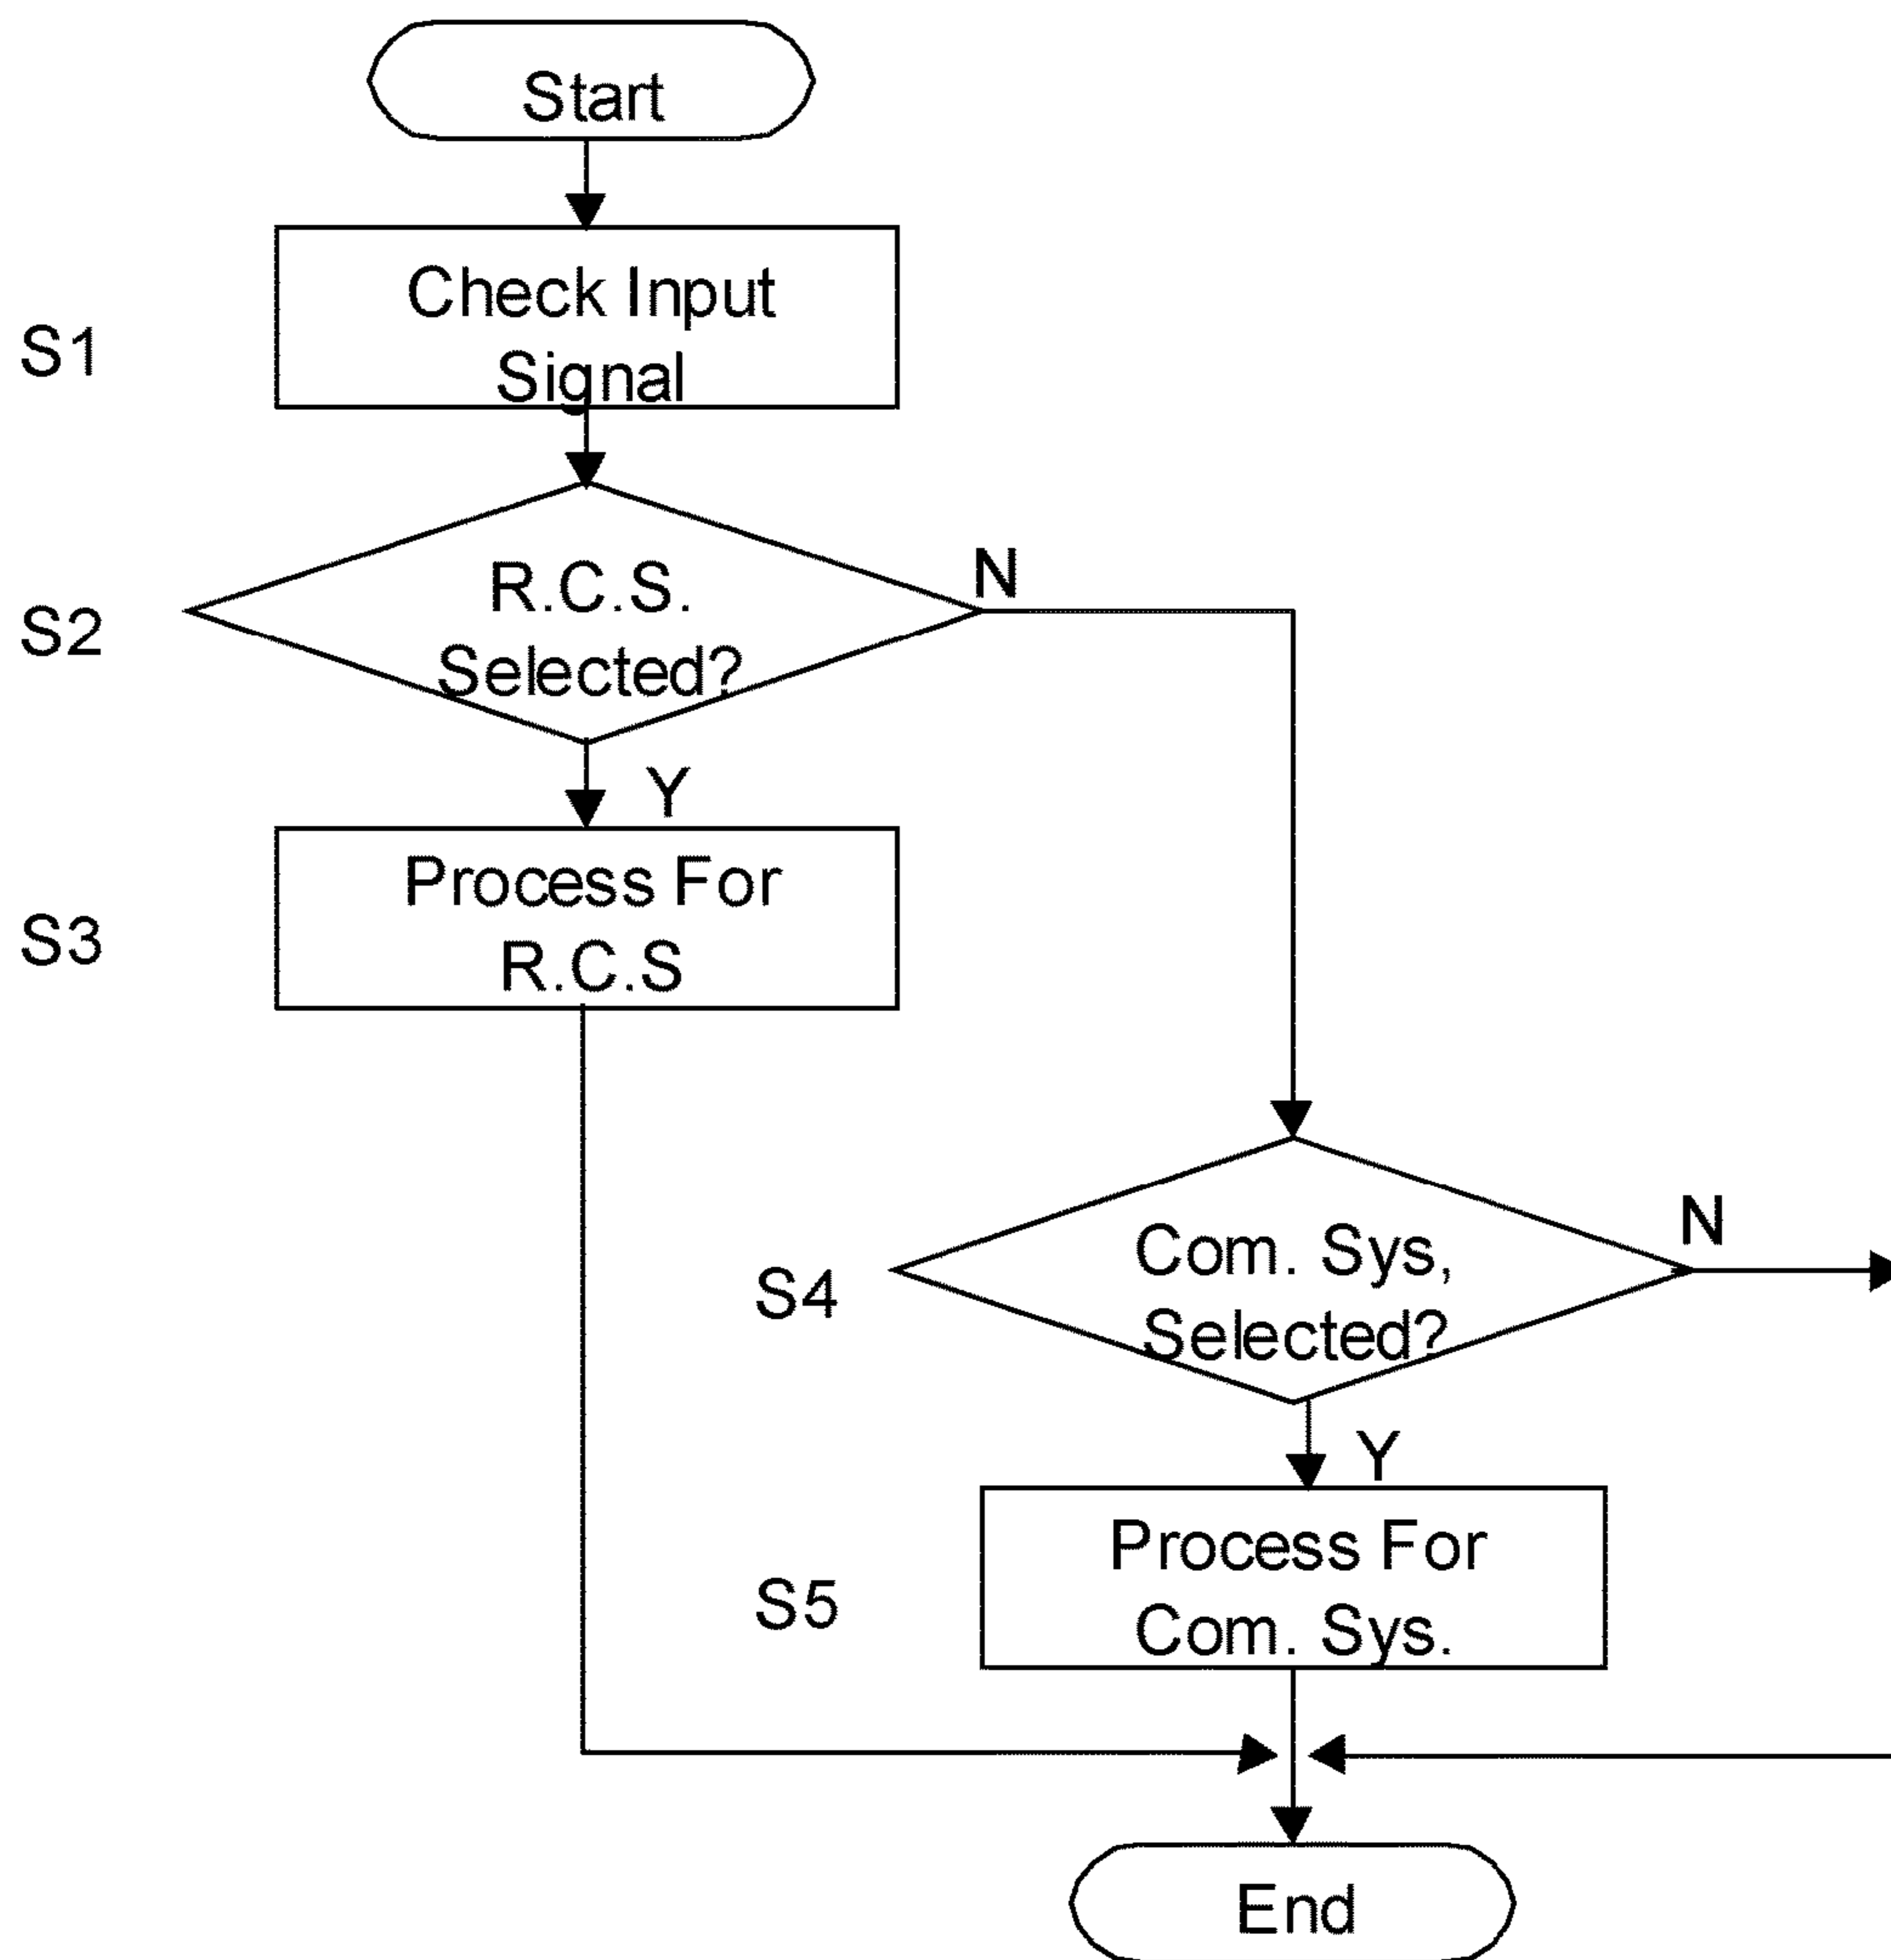 Start
S1
Check Input
Signal
S2
R.C.S.
Selected?
N
Y
S3
Process For
R.C.S
S4
Com. Sys,
Selected?
N
Y
S5
Process For
Com. Sys.
End